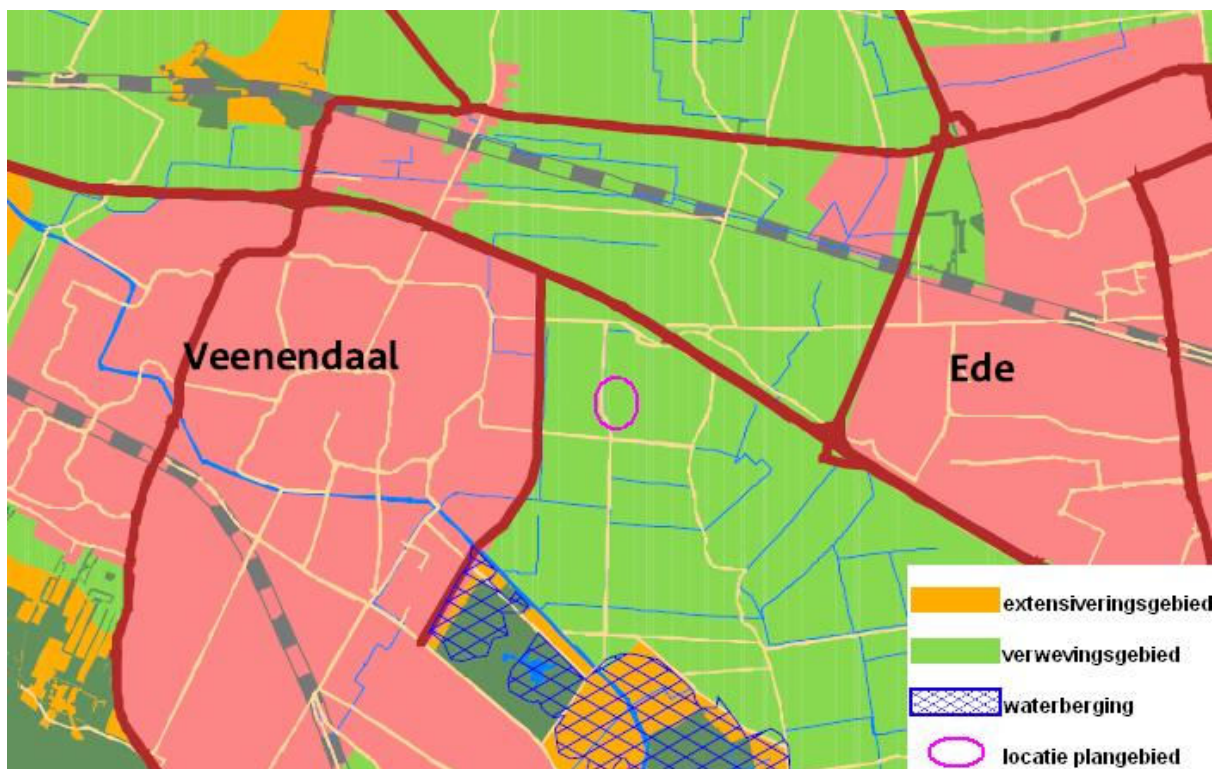 Veenendaal
Ede
extensiveringsgebied
verwevingsgebied
waterberging
locatie plangebied